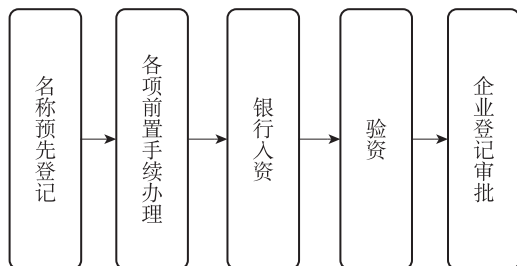 名称预先登记
各项前置手续办理
银行入资
验资
企业登记审批